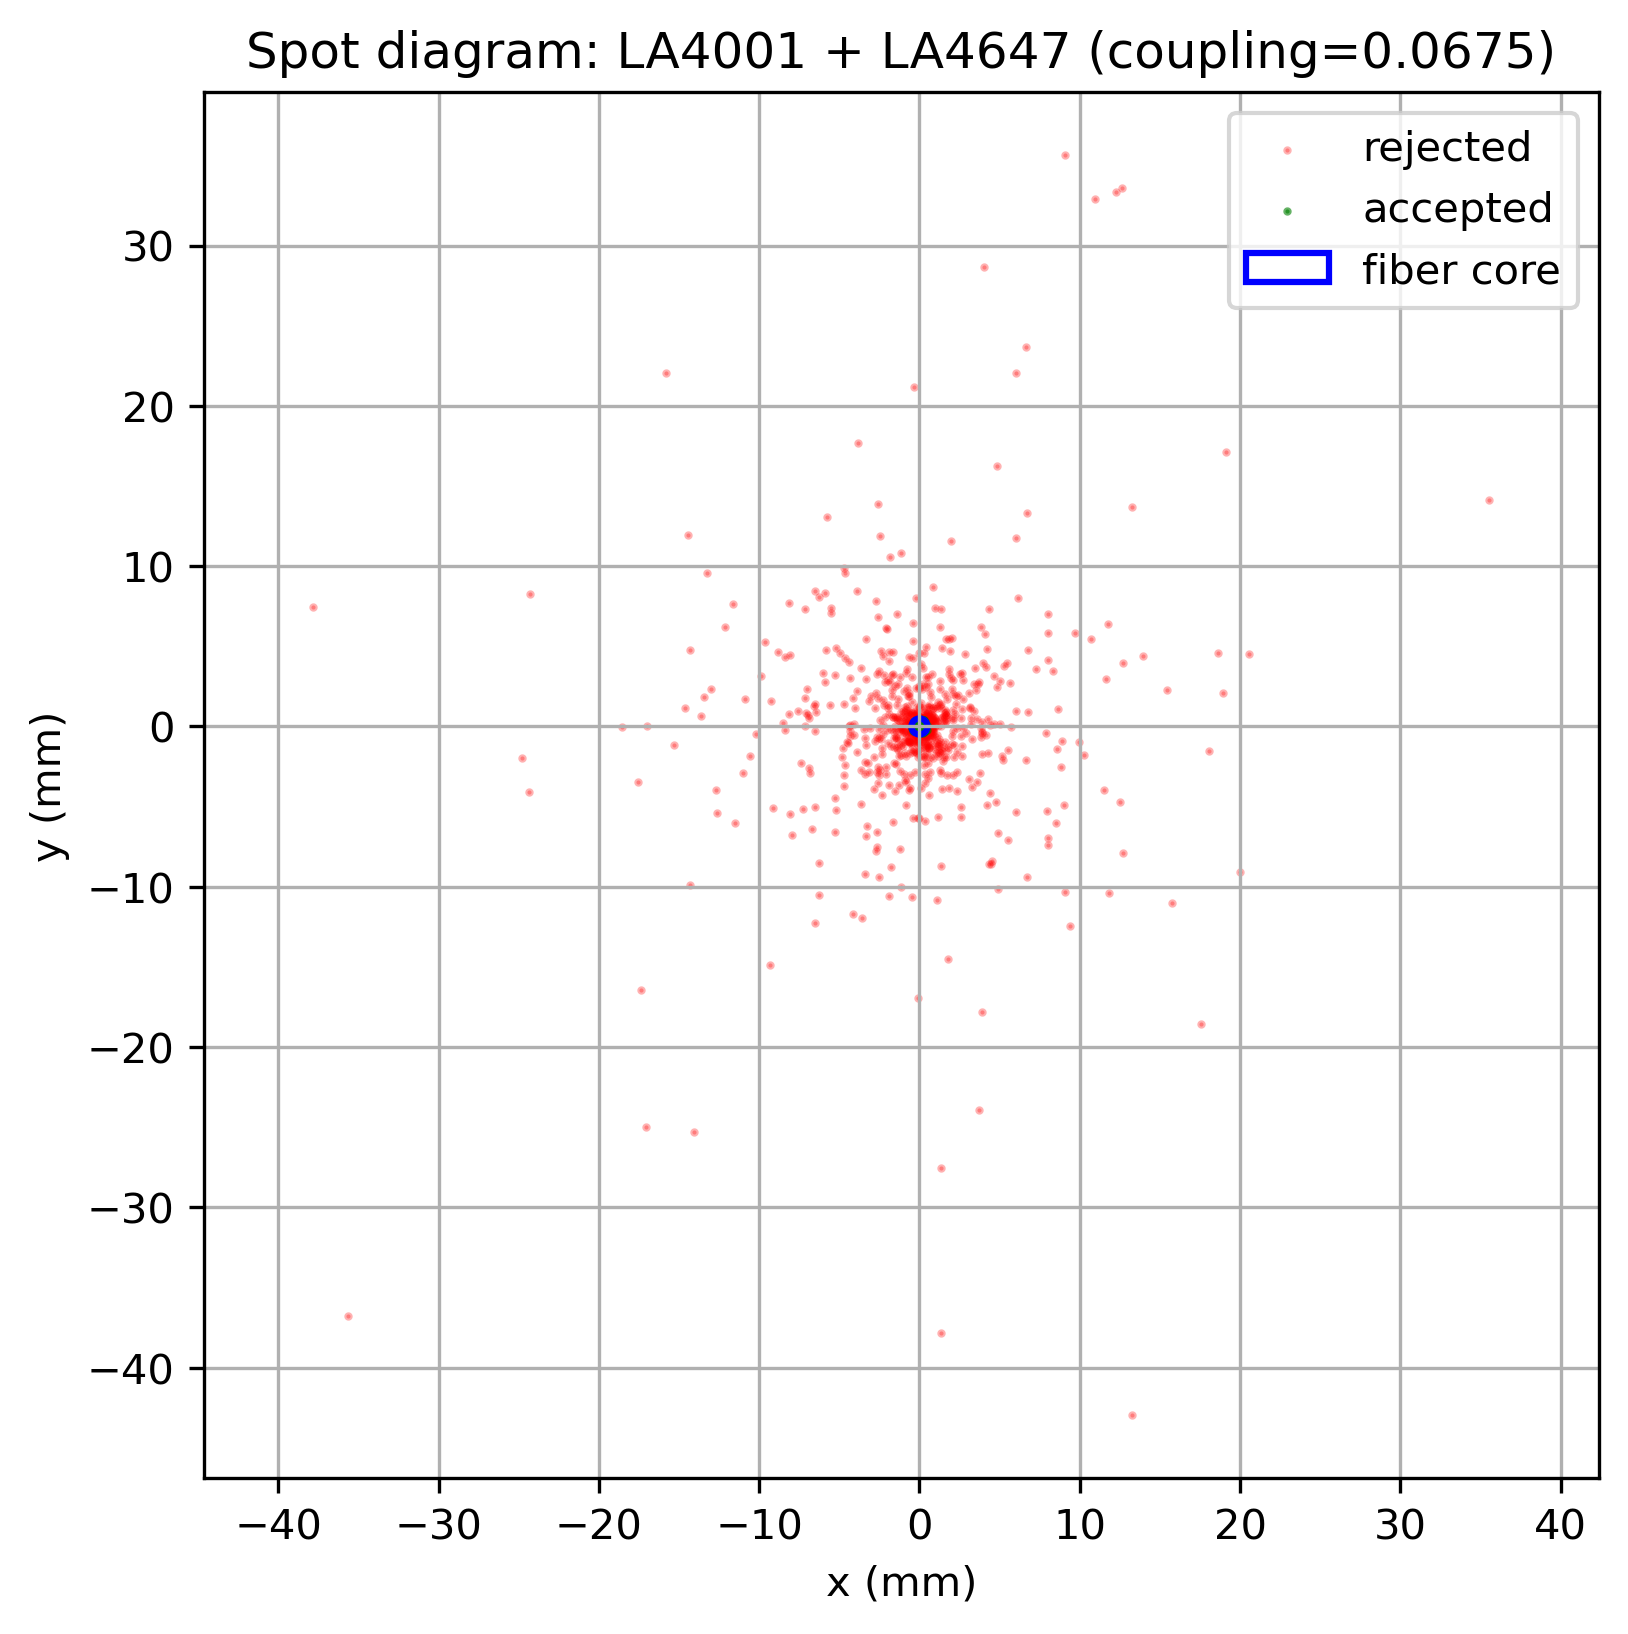 Spot diagram: LA4001 + LA4647 (coupling=0.0675)
rejected
accepted
fiber core
30
20
10
0
−10
−20
−30
−40
y (mm)
−40 −30 −20 −10 0 10 20 30 40
x (mm)